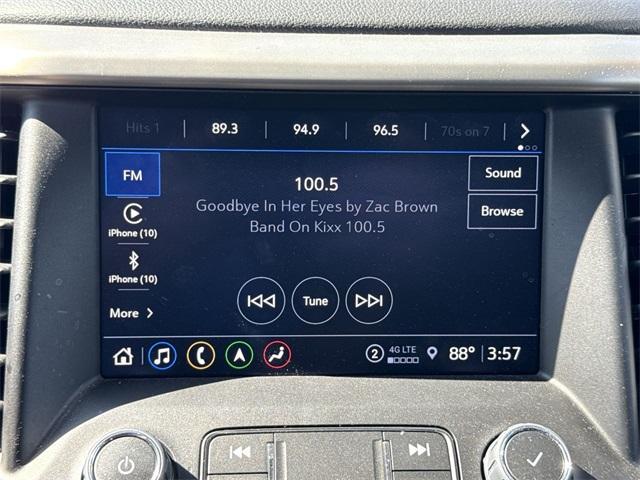 Hits 1 89.3 94.9 96.5 70s on 7
FM
100.5
Goodbye In Her Eyes by Zac Brown
Band On Kixx 100.5
Sound
Browse
iPhone (10)
iPhone (10)
More
Tune
2 4G LTE 88° 3:57